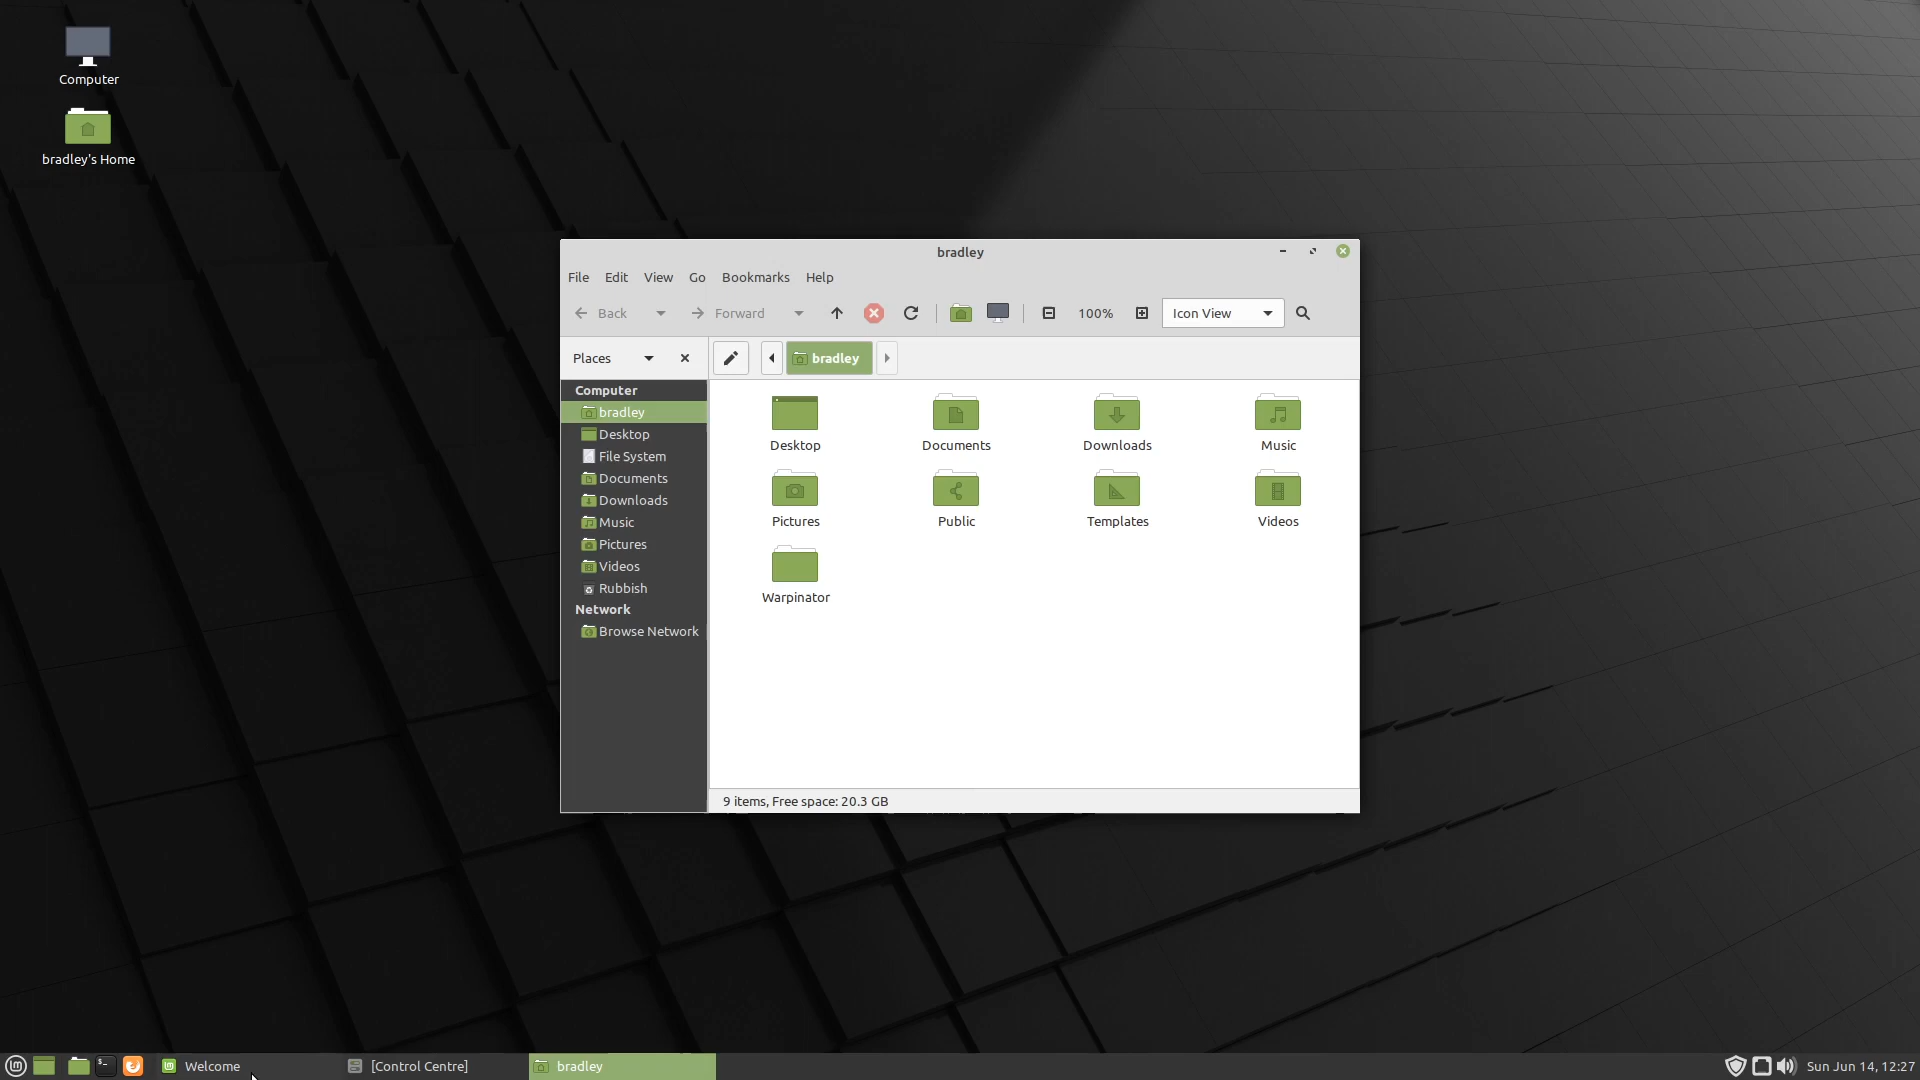 Computer
bradley's Home
bradley
File Edit View Go Bookmarks Help
Back Forward 100% Icon View
Places bradley
Computer
bradley
Desktop
File System
Documents
Downloads
Music
Pictures
Videos
Rubbish
Network
Browse Network
Desktop Documents Downloads Music
Pictures Public Templates Videos
Warpinator
9 items, Free space: 20.3 GB
Welcome [Control Centre] bradley Sun Jun 14, 12:27